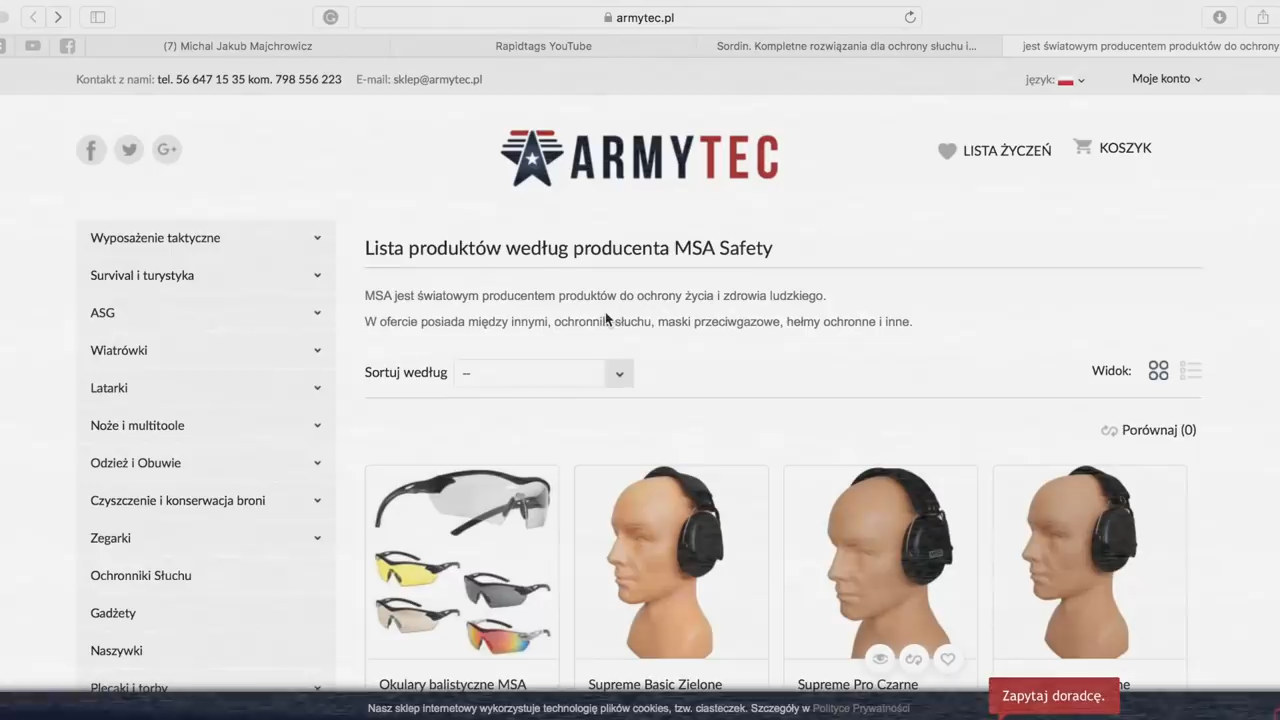 armytec.pl
(7) Michal Jakub Majchrowicz
Rapidtags YouTube
Sordin. Kompletne rozwiązania dla ochrony słuchu i...
jest światowym producentem produktów do ochrony
Kontakt z nami: tel. 56 647 15 35 kom. 798 556 223 E-mail: sklep@armytec.pl
język:
Moje konto
ARMYTEC
LISTA ŻYCZEŃ
KOSZYK
Wyposażenie taktyczne
Survival i turystyka
ASG
Wiatrówki
Latarki
Noże i multitoole
Odzież i Obuwie
Czyszczenie i konserwacja broni
Zegarki
Ochronniki Słuchu
Gadżety
Naszywki
Plecaki i torby
Lista produktów według producenta MSA Safety
MSA jest światowym producentem produktów do ochrony życia i zdrowia ludzkiego.
W ofercie posiada między innymi, ochronniki słuchu, maski przeciwgazowe, hełmy ochronne i inne.
Sortuj według --
Widok:
Porównaj (0)
Okulary balistyczne MSA
Supreme Basic Zielone
Supreme Pro Czarne
Zapytaj doradcę.
Nasz sklep internetowy wykorzystuje technologię plików cookies, tzw. ciasteczek. Szczegóły w Polityce Prywatności